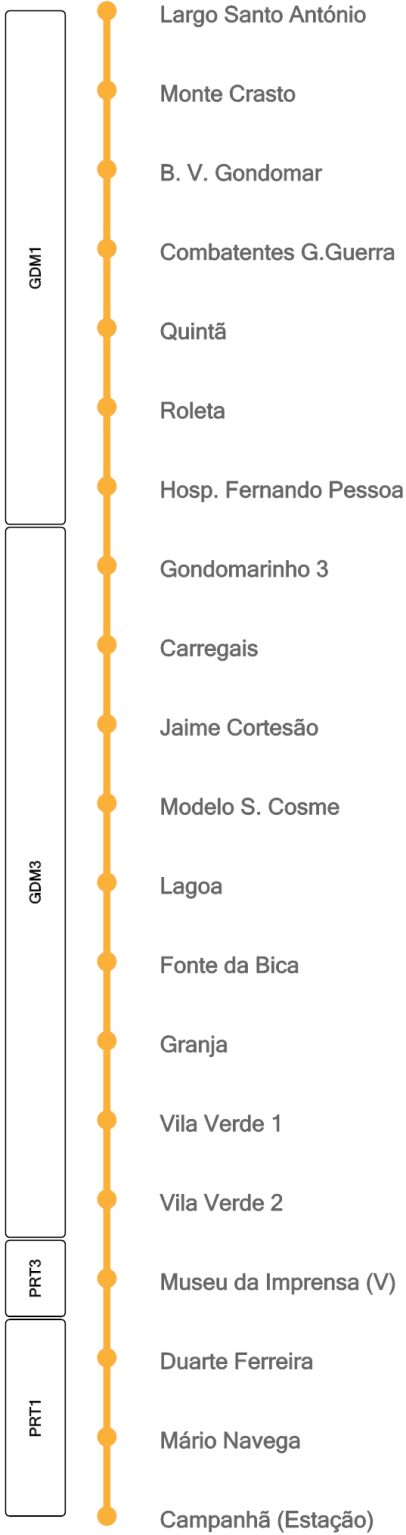 Largo Santo António
Monte Crasto
B. V. Gondomar
Combatentes G.Guerra
Quintã
Roleta
Hosp. Fernando Pessoa
GDM1
Gondomarinho 3
Carregais
Jaime Cortesão
Modelo S. Cosme
Lagoa
Fonte da Bica
Granja
Vila Verde 1
Vila Verde 2
GDM3
Museu da Imprensa (V)
PRT3
Duarte Ferreira
Mário Navega
Campanhã (Estação)
PRT1